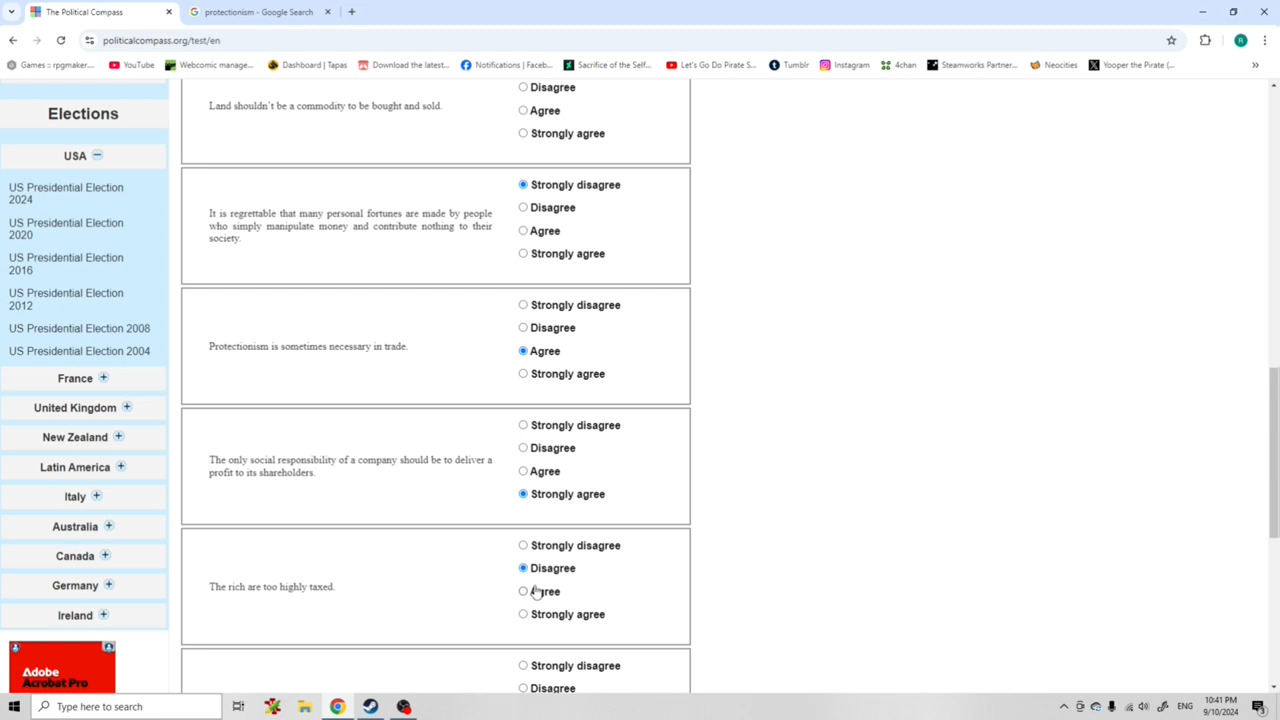 The Political Compass
protectionism - Google Search
politicalcompass.org/test/en
Games :: rpgmaker....
YouTube
Webcomic manage...
Dashboard | Tapas
Download the latest...
Notifications | Faceb...
Sacrifice of the Self...
Let's Go Do Pirate S...
Tumblr
Instagram
4chan
Steamworks Partner...
Neocities
Yooper the Pirate (...
Elections
USA
US Presidential Election
2024
US Presidential Election
2020
US Presidential Election
2016
US Presidential Election
2012
US Presidential Election 2008
US Presidential Election 2004
France
United Kingdom
New Zealand
Latin America
Italy
Australia
Canada
Germany
Ireland
Adobe
Acrobat Pro
Land shouldn't be a commodity to be bought and sold.
Disagree
Agree
Strongly agree
It is regrettable that many personal fortunes are made by people
who simply manipulate money and contribute nothing to their
society.
Strongly disagree
Disagree
Agree
Strongly agree
Protectionism is sometimes necessary in trade.
Strongly disagree
Disagree
Agree
Strongly agree
The only social responsibility of a company should be to deliver a
profit to its shareholders.
Strongly disagree
Disagree
Agree
Strongly agree
The rich are too highly taxed.
Strongly disagree
Disagree
Agree
Strongly agree
Strongly disagree
Disagree
Type here to search
ENG
10:41 PM
9/10/2024